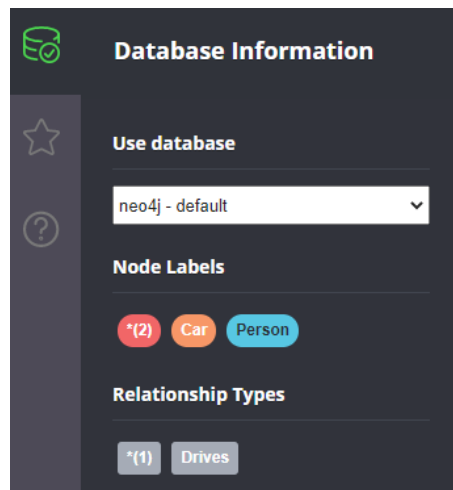 Database Information
Use database
neo4j - default
Node Labels
*(2) Car Person
Relationship Types
*(1) Drives
?